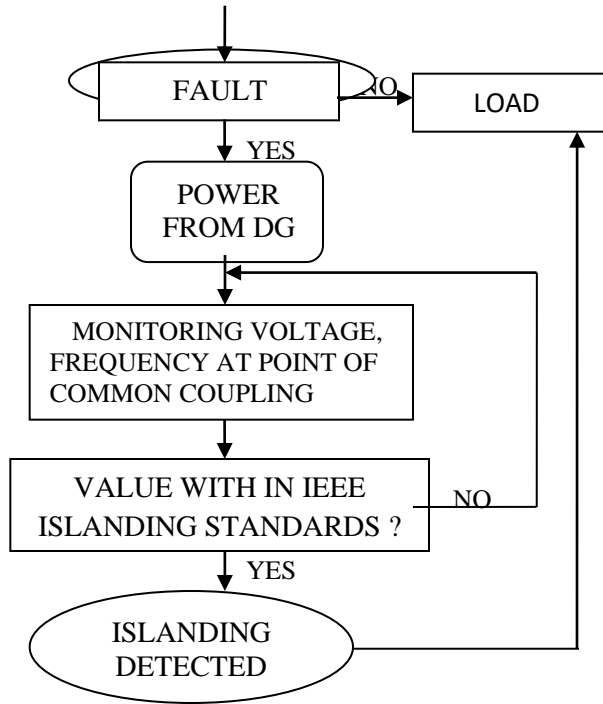 FAULT
NO
LOAD
YES
POWER
FROM DG
MONITORING VOLTAGE,
FREQUENCY AT POINT OF
COMMON COUPLING
VALUE WITH IN IEEE
ISLANDING STANDARDS ?
NO
YES
ISLANDING
DETECTED